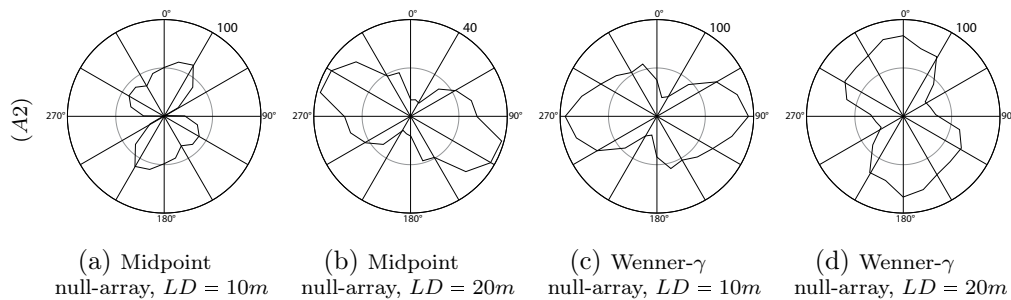 (A2)
0°
100
90°
180°
270°
0°
40
90°
180°
270°
0°
100
90°
180°
270°
0°
100
90°
180°
270°
(a) Midpoint
null-array, LD = 10m
(b) Midpoint
null-array, LD = 20m
(c) Wenner-γ
null-array, LD = 10m
(d) Wenner-γ
null-array, LD = 20m